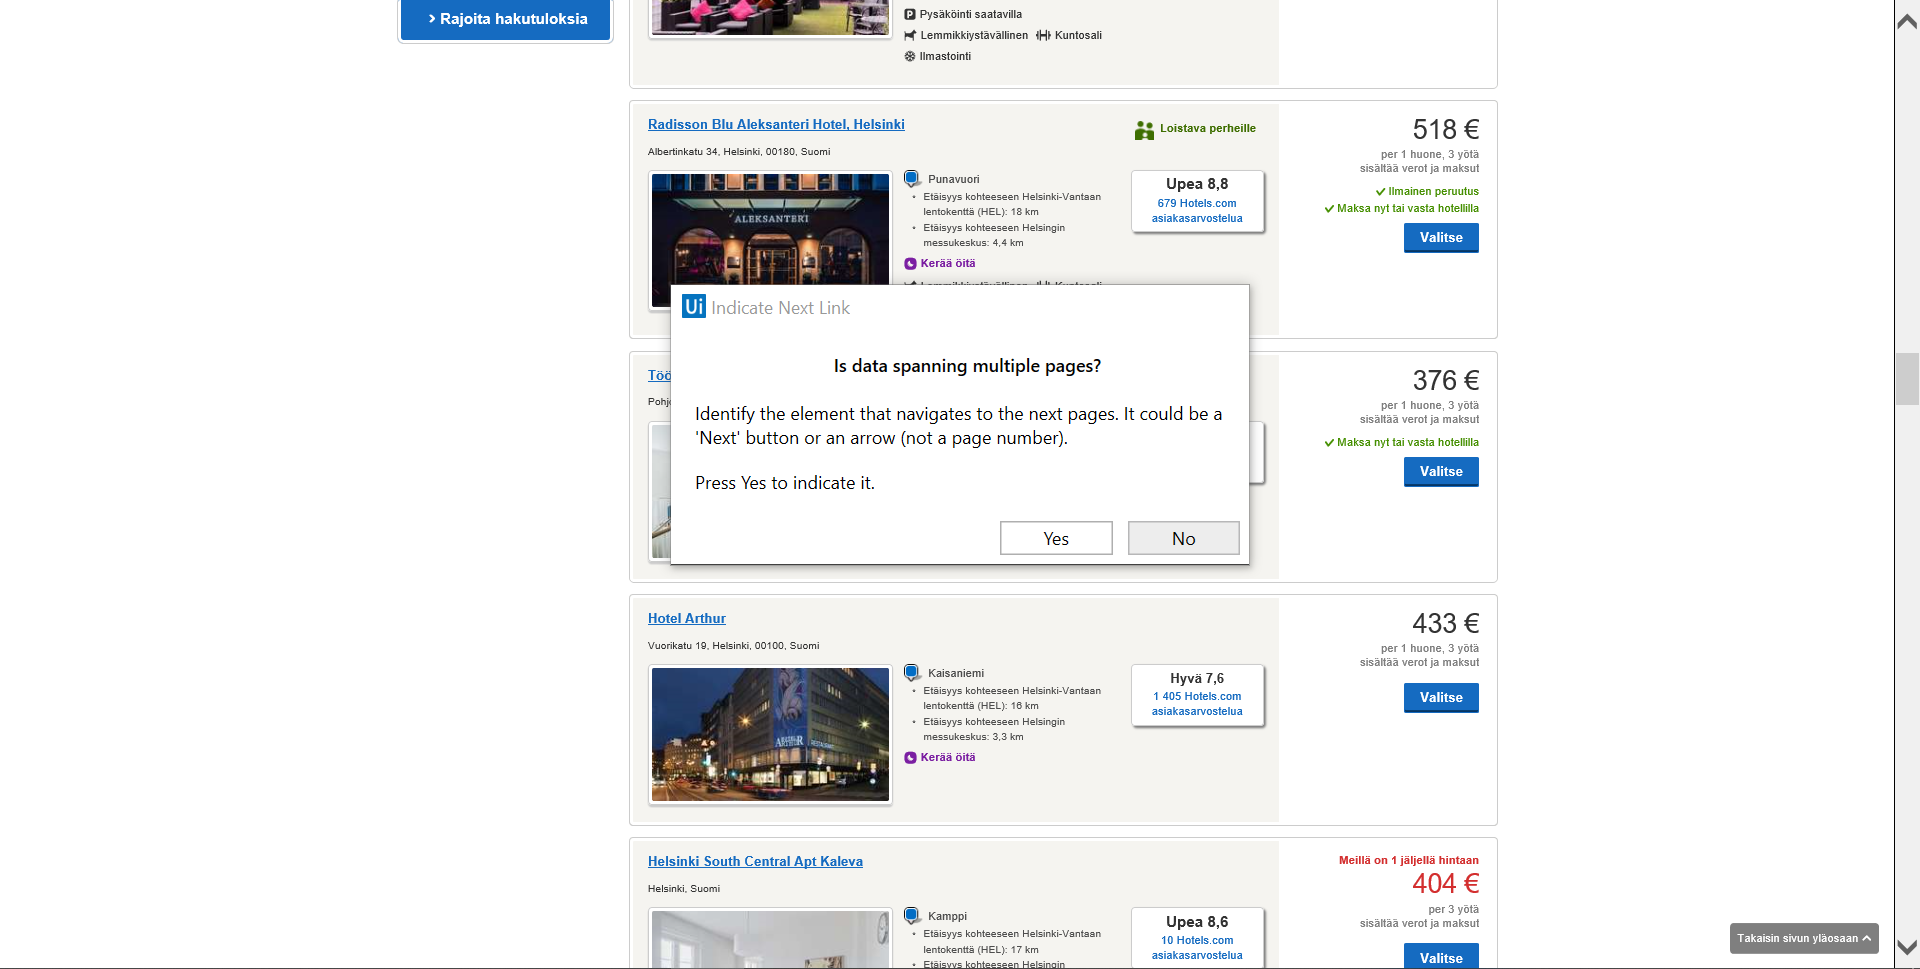 Rajoita hakutuloksia
Pysäköinti saatavilla
Lemmikkiystävällinen Kuntosali
Ilmastointi
Radisson Blu Aleksanteri Hotel, Helsinki
Albertinkatu 34, Helsinki, 00180, Suomi
Loistava perheille
ALEKSANTERI
Punavuori
Etäisyys kohteeseen Helsinki-Vantaan
lentokenttä (HEL): 18 km
Etäisyys kohteeseen Helsingin
messukeskus: 4,4 km
Kerää öitä
Lemmikkiystävällinen Kuntosali
Upea 8,8
679 Hotels.com
asiakasarvostelua
518 €
per 1 huone, 3 yötä
sisältää verot ja maksut
Ilmainen peruutus
Maksa nyt tai vasta hotellilla
Valitse
Ui Indicate Next Link
Is data spanning multiple pages?
Identify the element that navigates to the next pages. It could be a
'Next' button or an arrow (not a page number).
Press Yes to indicate it.
Yes No
Töö
Pohj
376 €
per 1 huone, 3 yötä
sisältää verot ja maksut
Maksa nyt tai vasta hotellilla
Valitse
Hotel Arthur
Vuorikatu 19, Helsinki, 00100, Suomi
ARTHUR
RESTAURANT
Kaisaniemi
Etäisyys kohteeseen Helsinki-Vantaan
lentokenttä (HEL): 16 km
Etäisyys kohteeseen Helsingin
messukeskus: 3,3 km
Kerää öitä
Hyvä 7,6
1 405 Hotels.com
asiakasarvostelua
433 €
per 1 huone, 3 yötä
sisältää verot ja maksut
Valitse
Helsinki South Central Apt Kaleva
Helsinki, Suomi
Kamppi
Etäisyys kohteeseen Helsinki-Vantaan
lentokenttä (HEL): 17 km
Etäisyys kohteeseen Helsingin
Upea 8,6
10 Hotels.com
asiakasarvostelua
Meillä on 1 jäljellä hintaan
404 €
per 3 yötä
sisältää verot ja maksut
Valitse
Takaisin sivun yläosaan